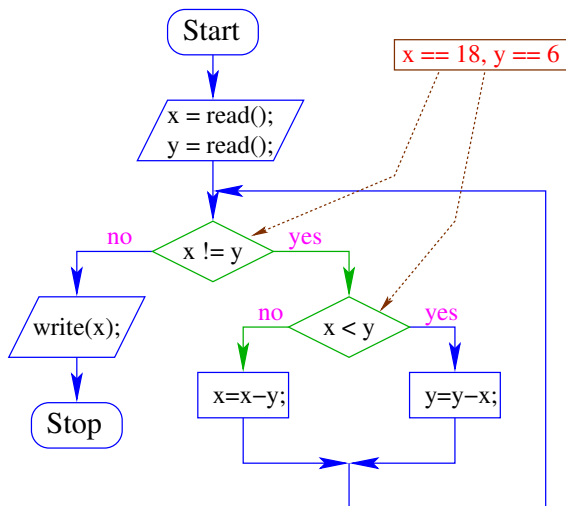 Start
x == 18, y == 6
x = read();
y = read();
no
x != y
yes
write(x);
no
x < y
yes
x=x−y;
y=y−x;
Stop